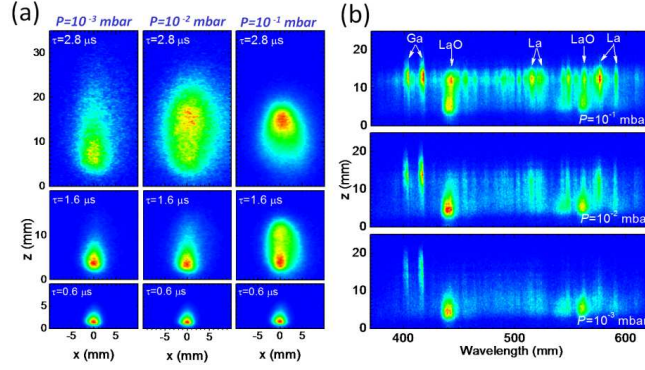 (a)
P=10⁻³ mbar P=10⁻² mbar P=10⁻¹ mbar
τ=2.8 μs τ=2.8 μs τ=2.8 μs
30
20
10
0
τ=1.6 μs τ=1.6 μs τ=1.6 μs
10
0
z (mm)
τ=0.6 μs τ=0.6 μs τ=0.6 μs
5
0
-5 0 5 -5 0 5 -5 0 5
x (mm) x (mm) x (mm)
(b)
Ga LaO La LaO La
20
10
0
P=10⁻¹ mbar
20
10
0
z (mm)
P=10⁻² mbar
20
10
0
P=10⁻³ mbar
400 500 600
Wavelength (mm)